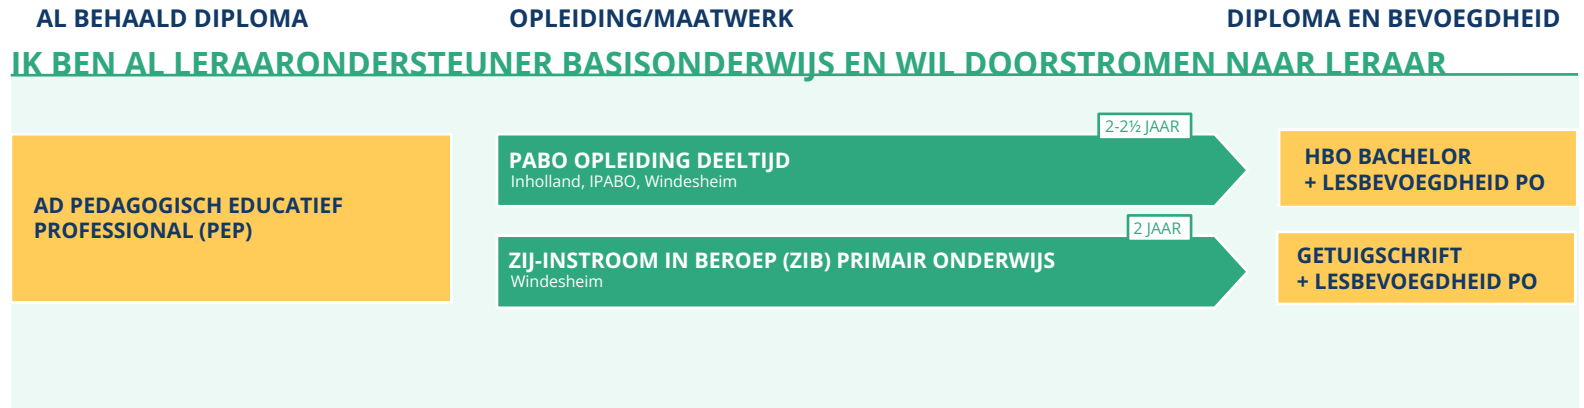 AL BEHAALD DIPLOMA
OPLEIDING/MAATWERK
DIPLOMA EN BEVOEGDHEID
IK BEN AL LERAARONDERSTEUNER BASISONDERWIJS EN WIL DOORSTROMEN NAAR LERAAR
AD PEDAGOGISCH EDUCATIEF
PROFESSIONAL (PEP)
2-2½ JAAR
PABO OPLEIDING DEELTIJD
Inholland, IPABO, Windesheim
HBO BACHELOR
+ LESBEVOEGDHEID PO
2 JAAR
ZIJ-INSTROOM IN BEROEP (ZIB) PRIMAIR ONDERWIJS
Windesheim
GETUIGSCHRIFT
+ LESBEVOEGDHEID PO